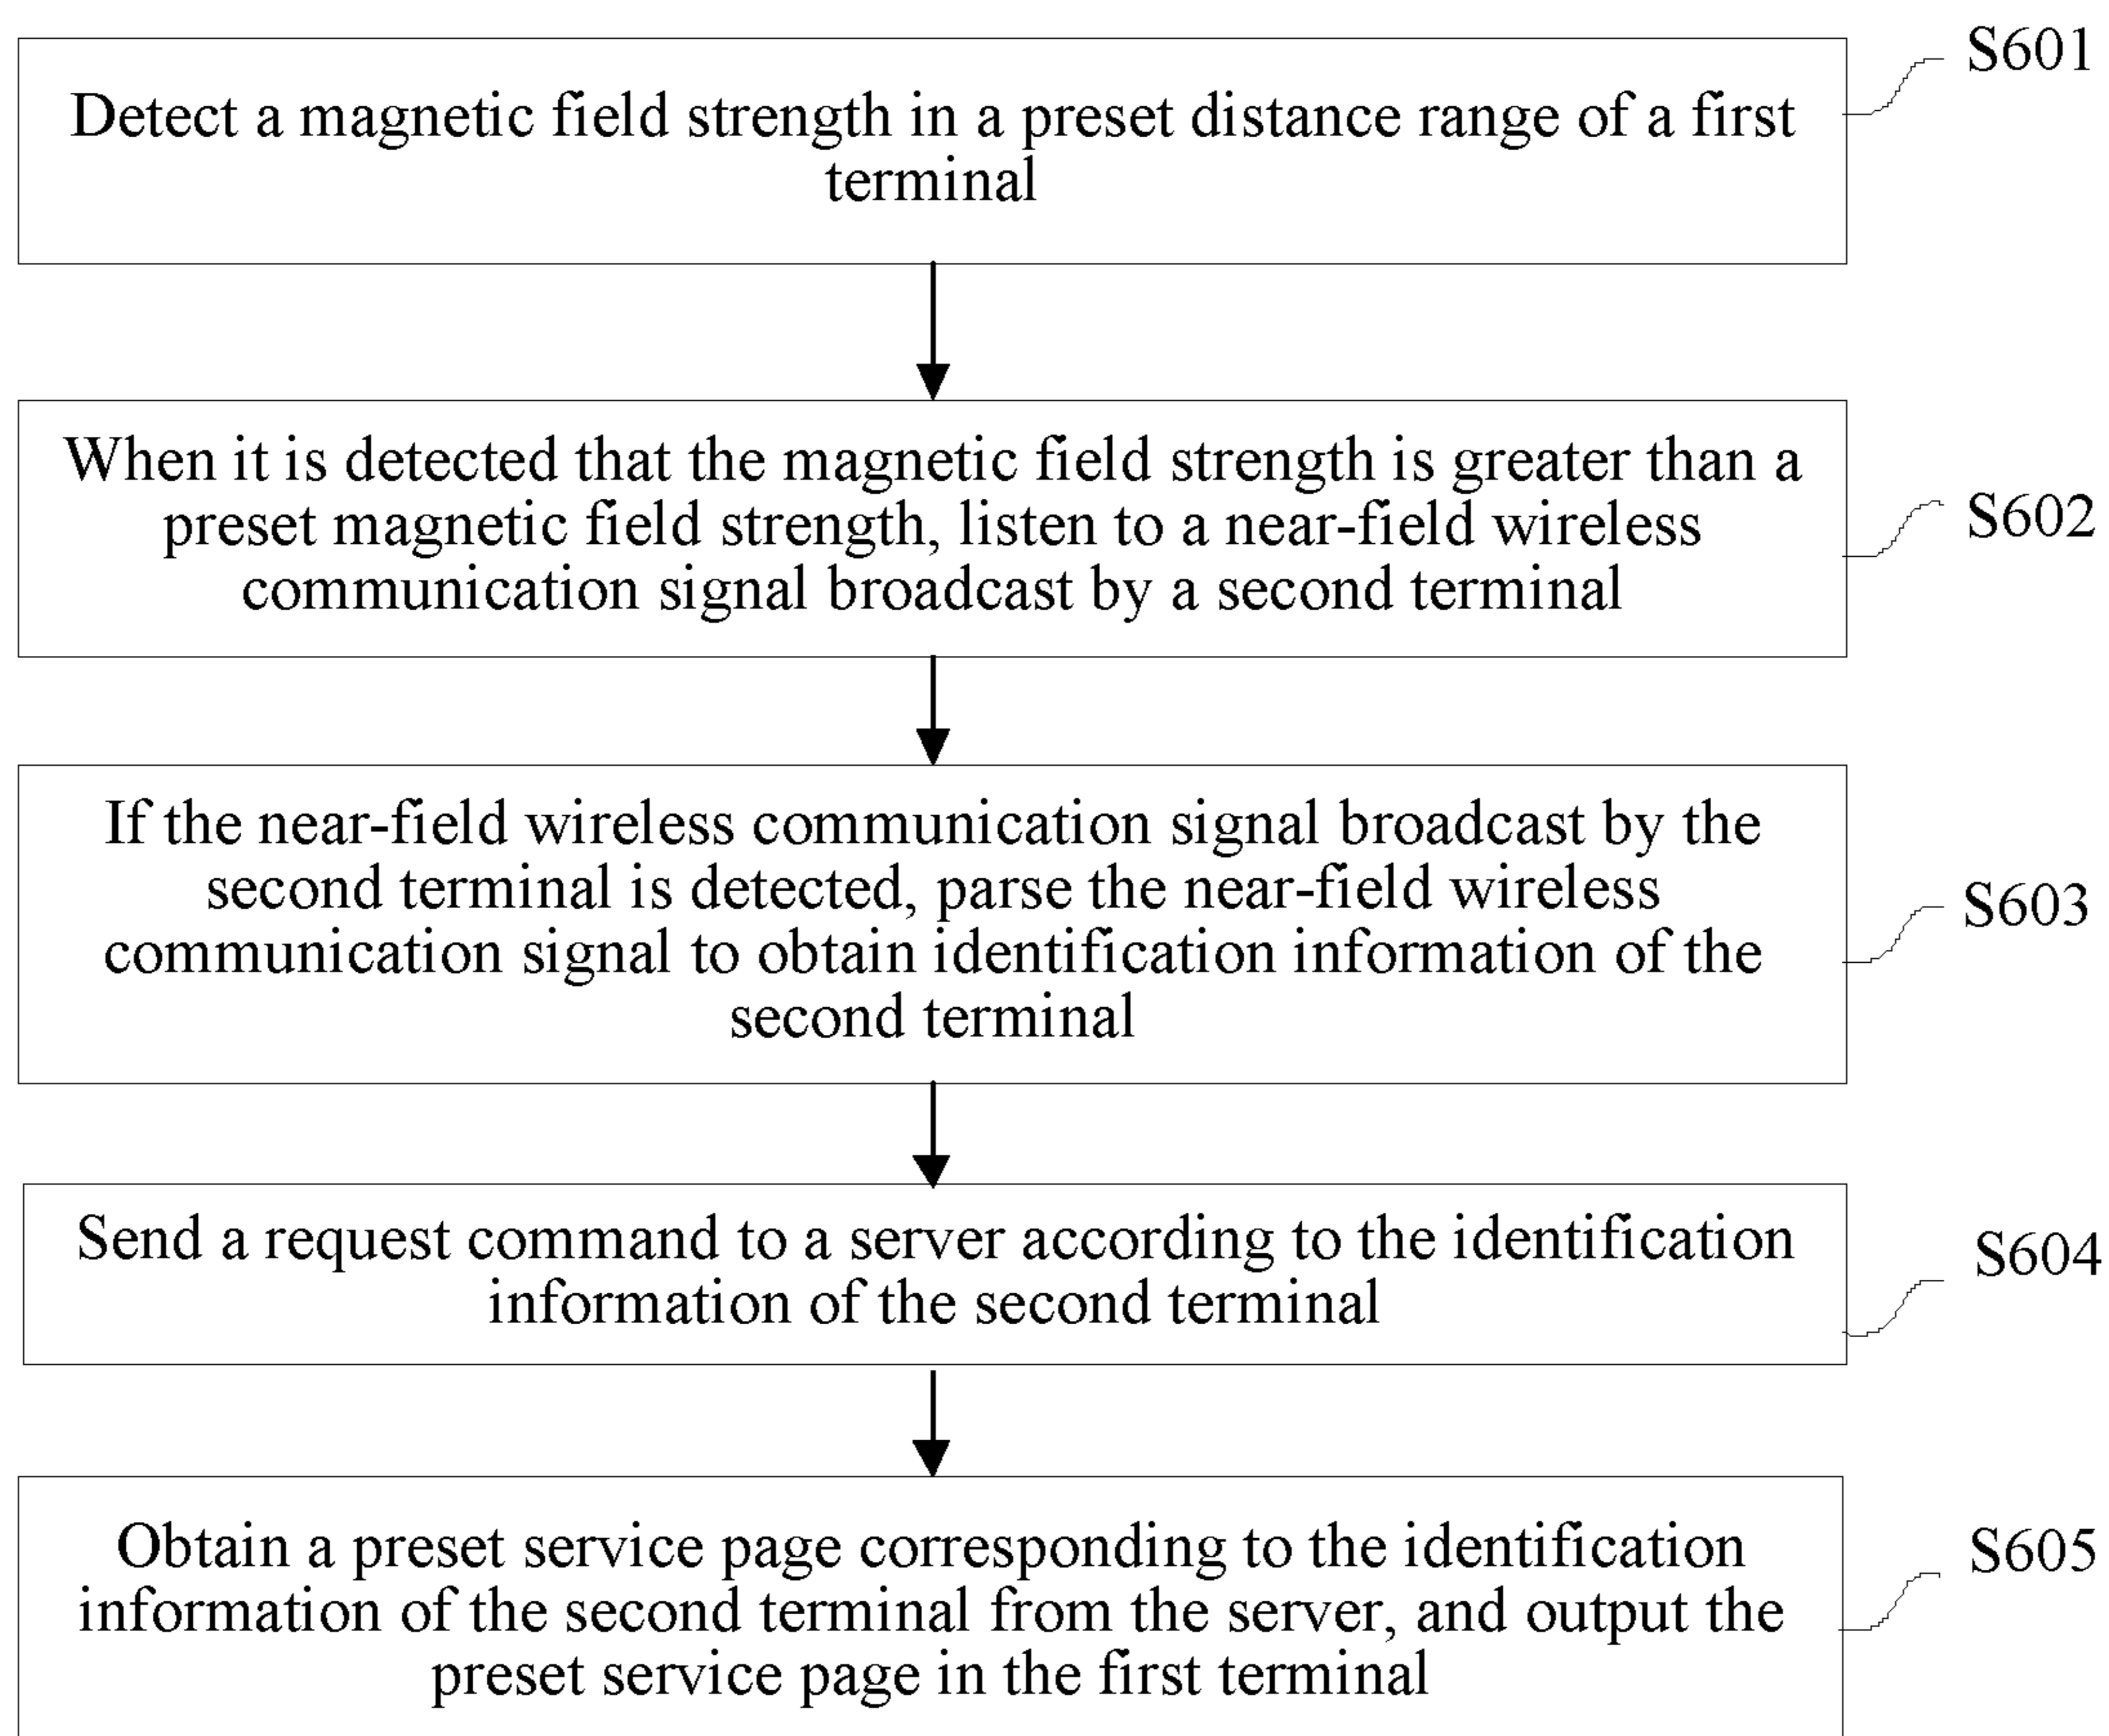 S601
Detect a magnetic field strength in a preset distance range of a first
terminal
When it is detected that the magnetic field strength is greater than a
preset magnetic field strength, listen to a near-field wireless
communication signal broadcast by a second terminal
S602
If the near-field wireless communication signal broadcast by the
second terminal is detected, parse the near-field wireless
communication signal to obtain identification information of the
second terminal
S603
Send a request command to a server according to the identification
information of the second terminal
S604
Obtain a preset service page corresponding to the identification
information of the second terminal from the server, and output the
preset service page in the first terminal
S605